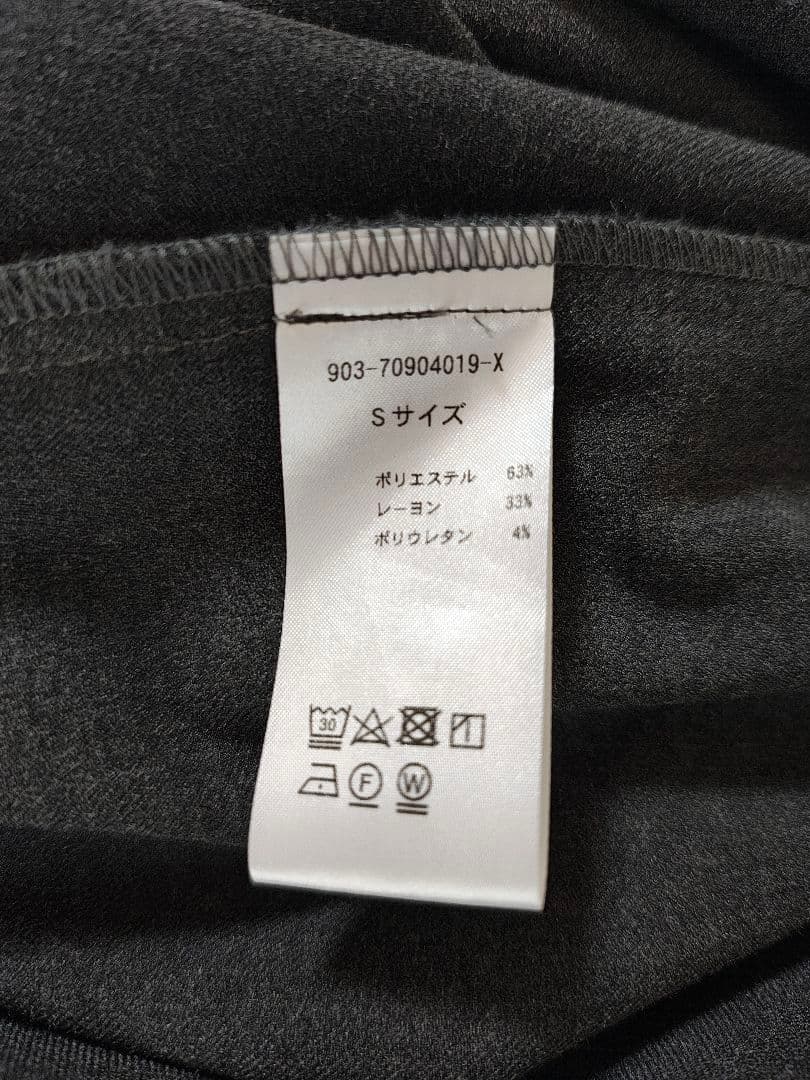 903-70904019-X
Sサイズ
ポリエステル 63%
レーヨン 33%
ポリウレタン 4%
30
F W